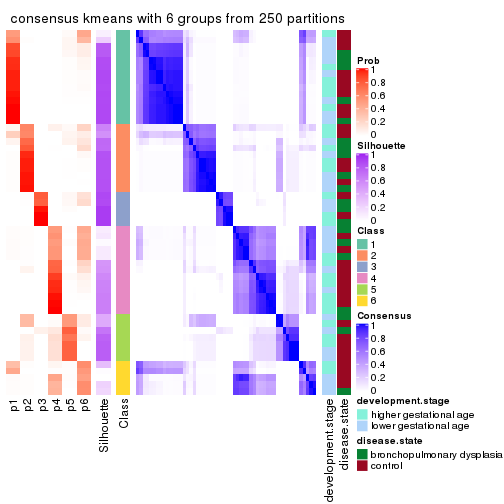 consensus kmeans with 6 groups from 250 partitions
Prob
1
0.8
0.6
0.4
0.2
0
Silhouette
1
0.8
0.6
0.4
0.2
0
Class
1
2
3
4
5
6
Consensus
1
0.8
0.6
0.4
0.2
0
development.stage
higher gestational age
lower gestational age
disease.state
bronchopulmonary dysplasia
control
p1
p2
p3
p4
p5
p6
Silhouette
Class
development.stage
disease.state